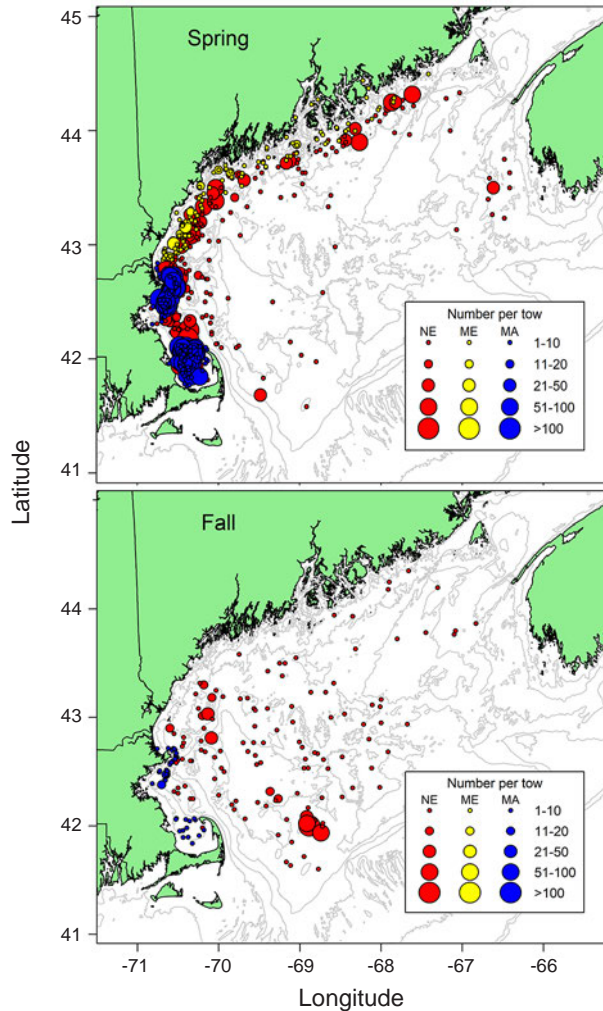 45
Spring
44
43
Number per tow
NE ME MA
1-10
11-20
21-50
51-100
>100
42
41
Latitude
Fall
44
43
Number per tow
NE ME MA
1-10
11-20
21-50
51-100
>100
42
41
-71 -70 -69 -68 -67 -66
Longitude